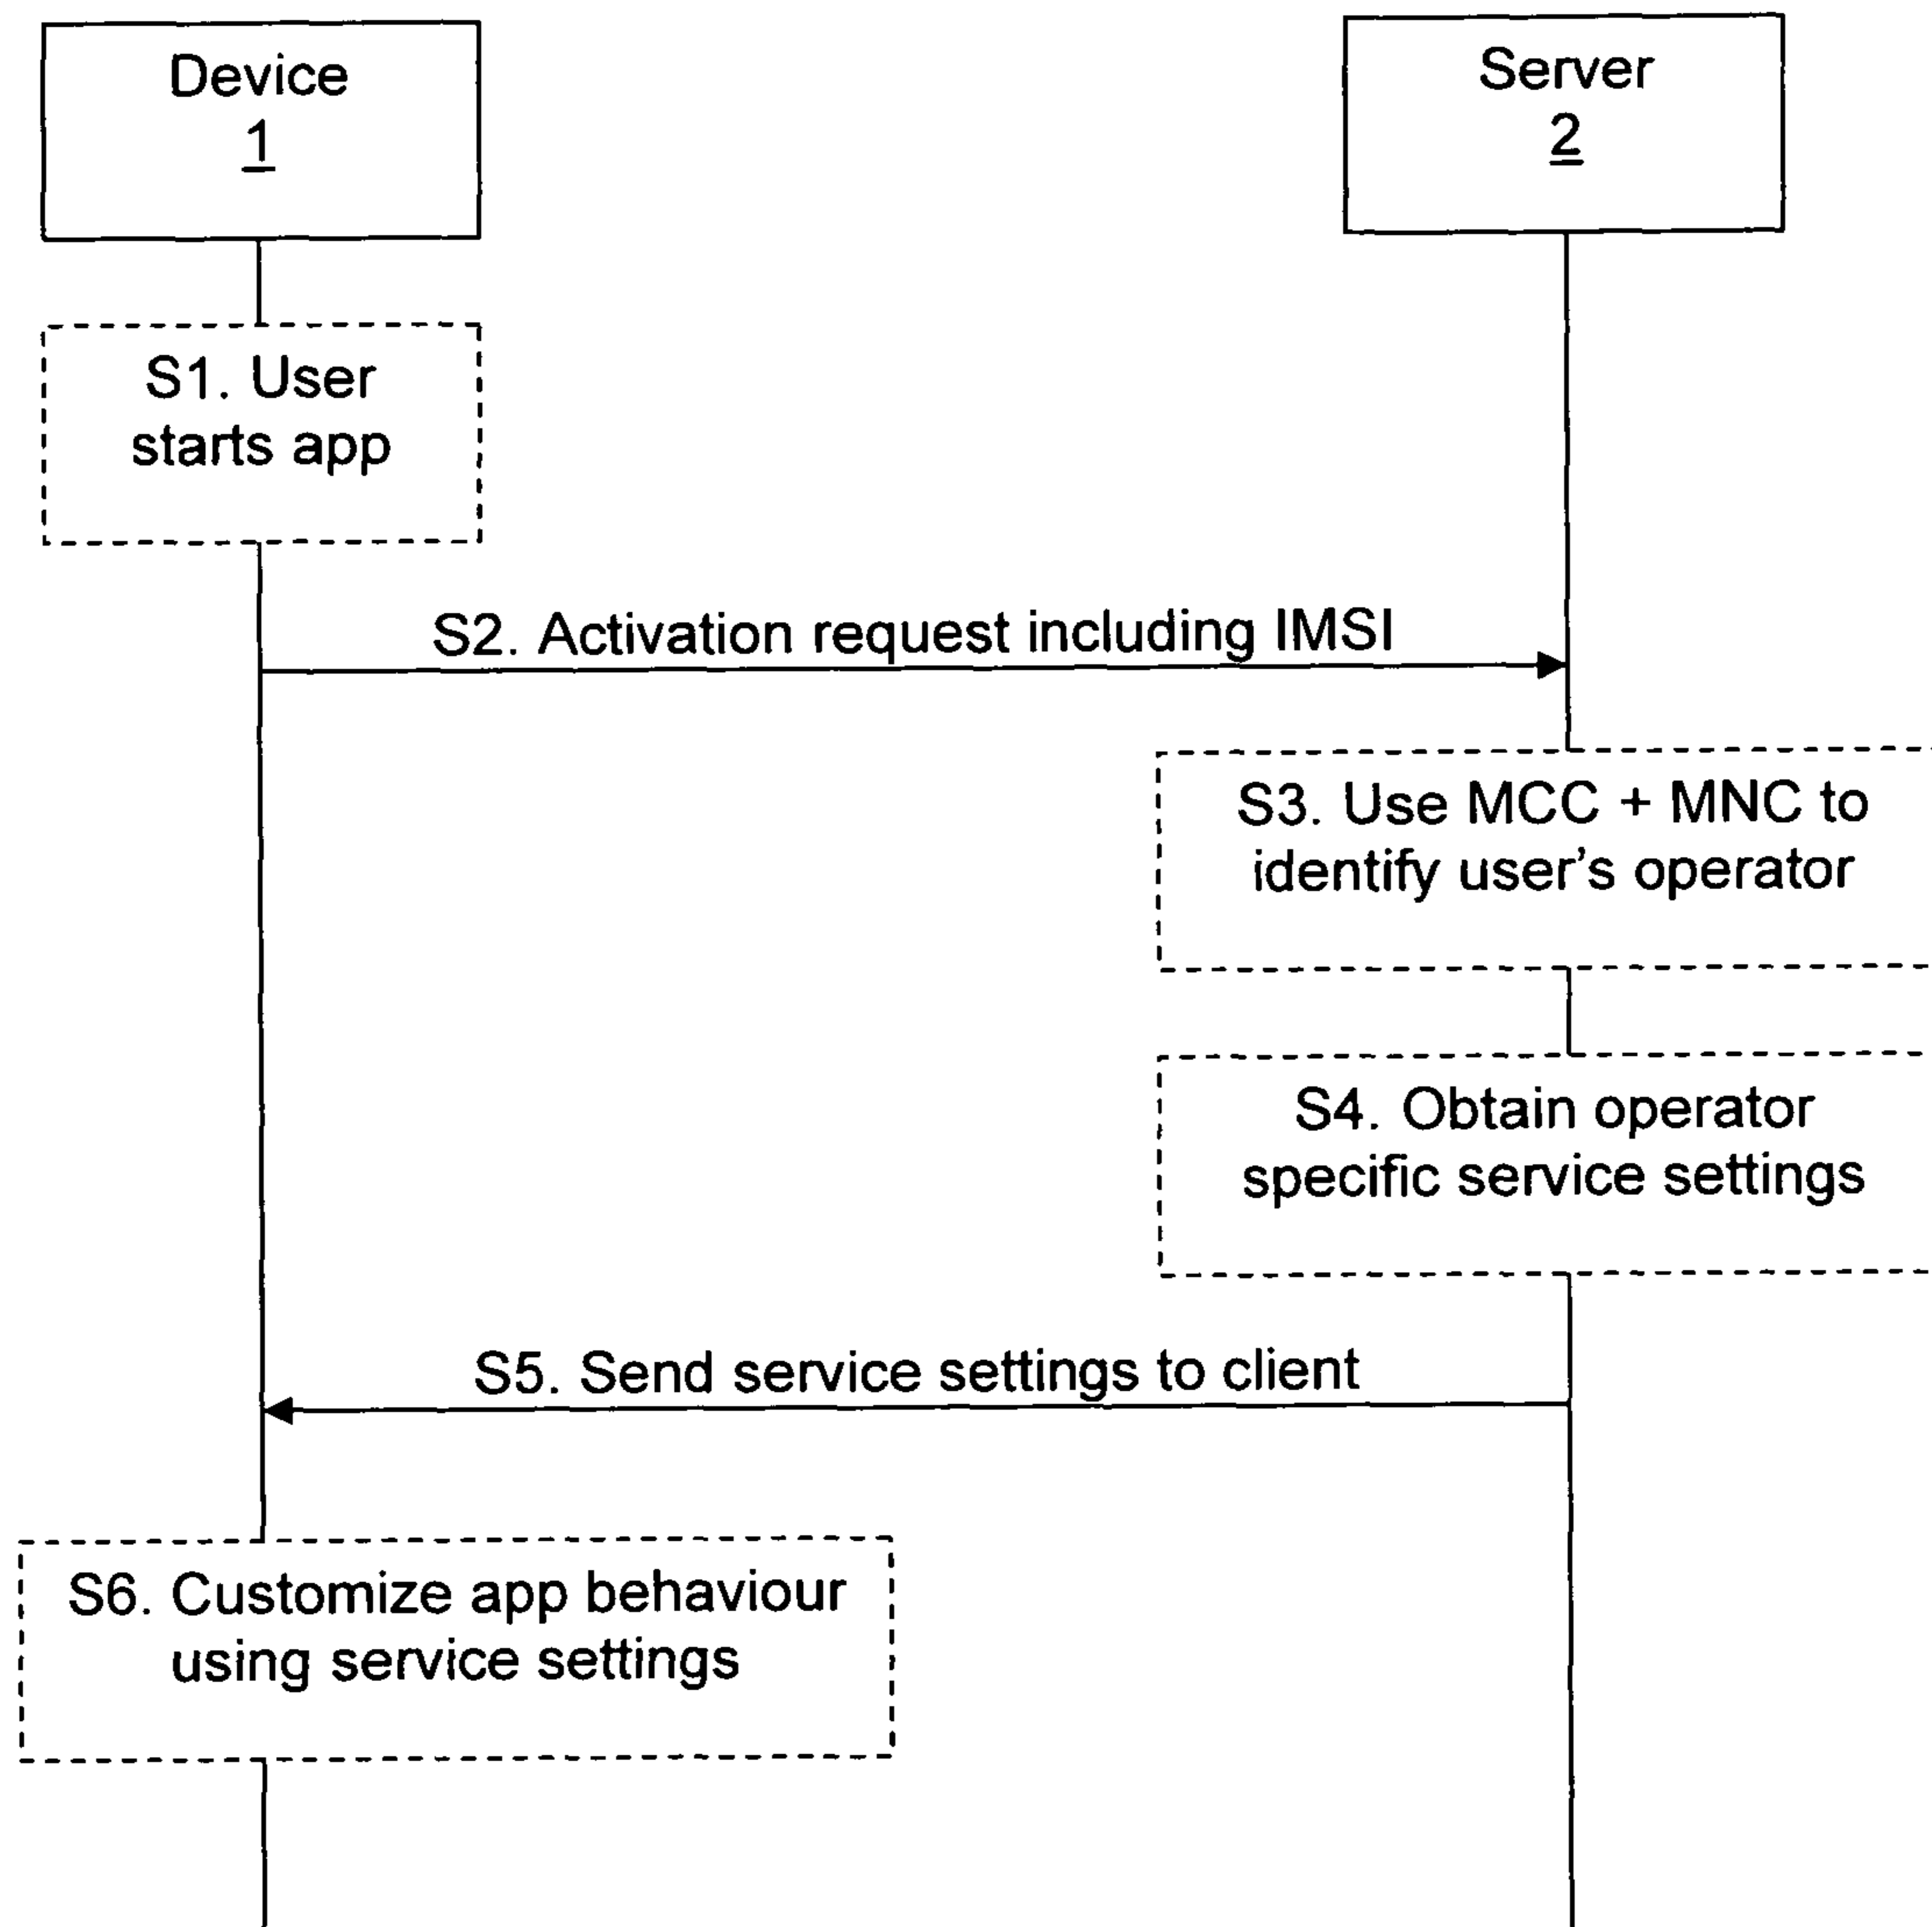 Device
1
Server
2
S1. User
starts app
S2. Activation request including IMSI
S3. Use MCC + MNC to
identify user's operator
S4. Obtain operator
specific service settings
S5. Send service settings to client
S6. Customize app behaviour
using service settings